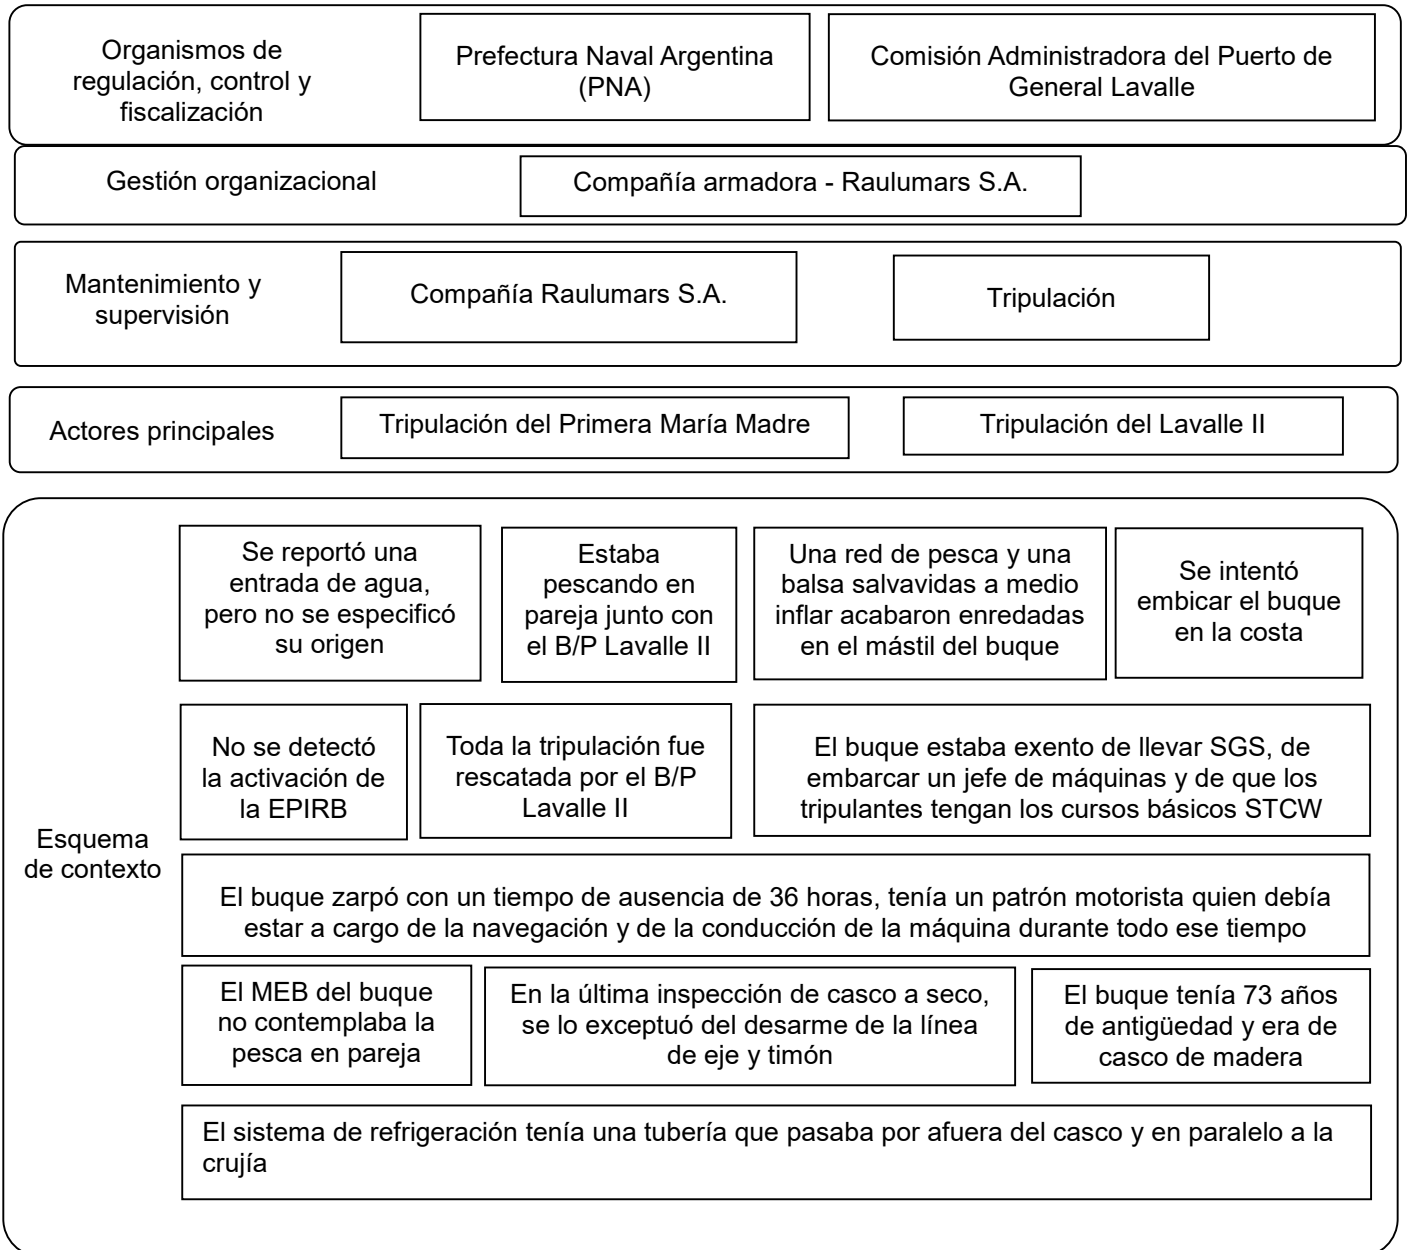 Organismos de
regulación, control y
fiscalización
Prefectura Naval Argentina
(PNA)
Comisión Administradora del Puerto de
General Lavalle
Gestión organizacional
Compañía armadora - Raulumars S.A.
Mantenimiento y
supervisión
Compañía Raulumars S.A.
Tripulación
Actores principales
Tripulación del Primera María Madre
Tripulación del Lavalle II
Esquema
de contexto
Se reportó una
entrada de agua,
pero no se especificó
su origen
Estaba
pescando en
pareja junto con
el B/P Lavalle II
Una red de pesca y una
balsa salvavidas a medio
inflar acabaron enredadas
en el mástil del buque
Se intentó
embicar el buque
en la costa
No se detectó
la activación de
la EPIRB
Toda la tripulación fue
rescatada por el B/P
Lavalle II
El buque estaba exento de llevar SGS, de
embarcar un jefe de máquinas y de que los
tripulantes tengan los cursos básicos STCW
El buque zarpó con un tiempo de ausencia de 36 horas, tenía un patrón motorista quien debía
estar a cargo de la navegación y de la conducción de la máquina durante todo ese tiempo
El MEB del buque
no contemplaba la
pesca en pareja
En la última inspección de casco a seco,
se lo exceptuó del desarme de la línea
de eje y timón
El buque tenía 73 años
de antigüedad y era de
casco de madera
El sistema de refrigeración tenía una tubería que pasaba por afuera del casco y en paralelo a la
crujía